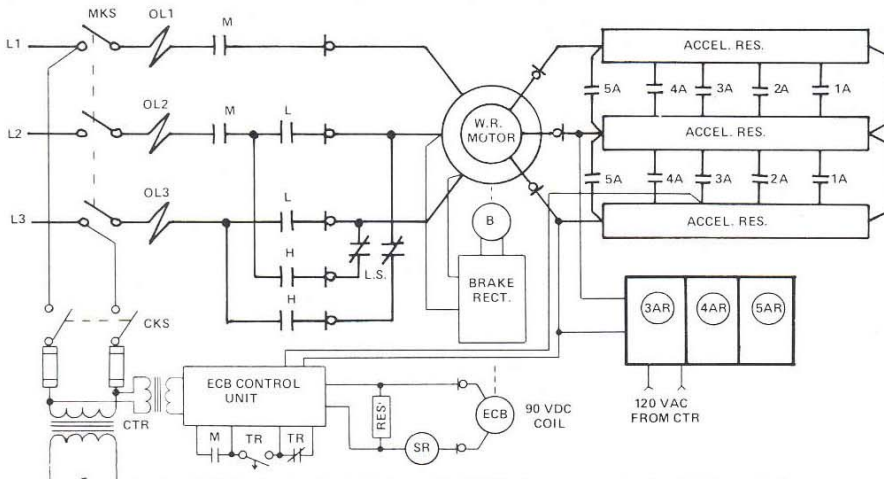 MKS OL1 M
L1
ACCEL. RES.
5A 4A 3A 2A 1A
OL2 M L
L2
W.R.
MOTOR
ACCEL. RES.
5A 4A 3A 2A 1A
OL3 L
L3
ACCEL. RES.
B
H
L.S.
H
BRAKE
RECT.
3AR 4AR 5AR
CKS
120 VAC
FROM CTR
ECB CONTROL
UNIT
CTR
RES.
ECB
90 VDC
COIL
M TR TR
SR